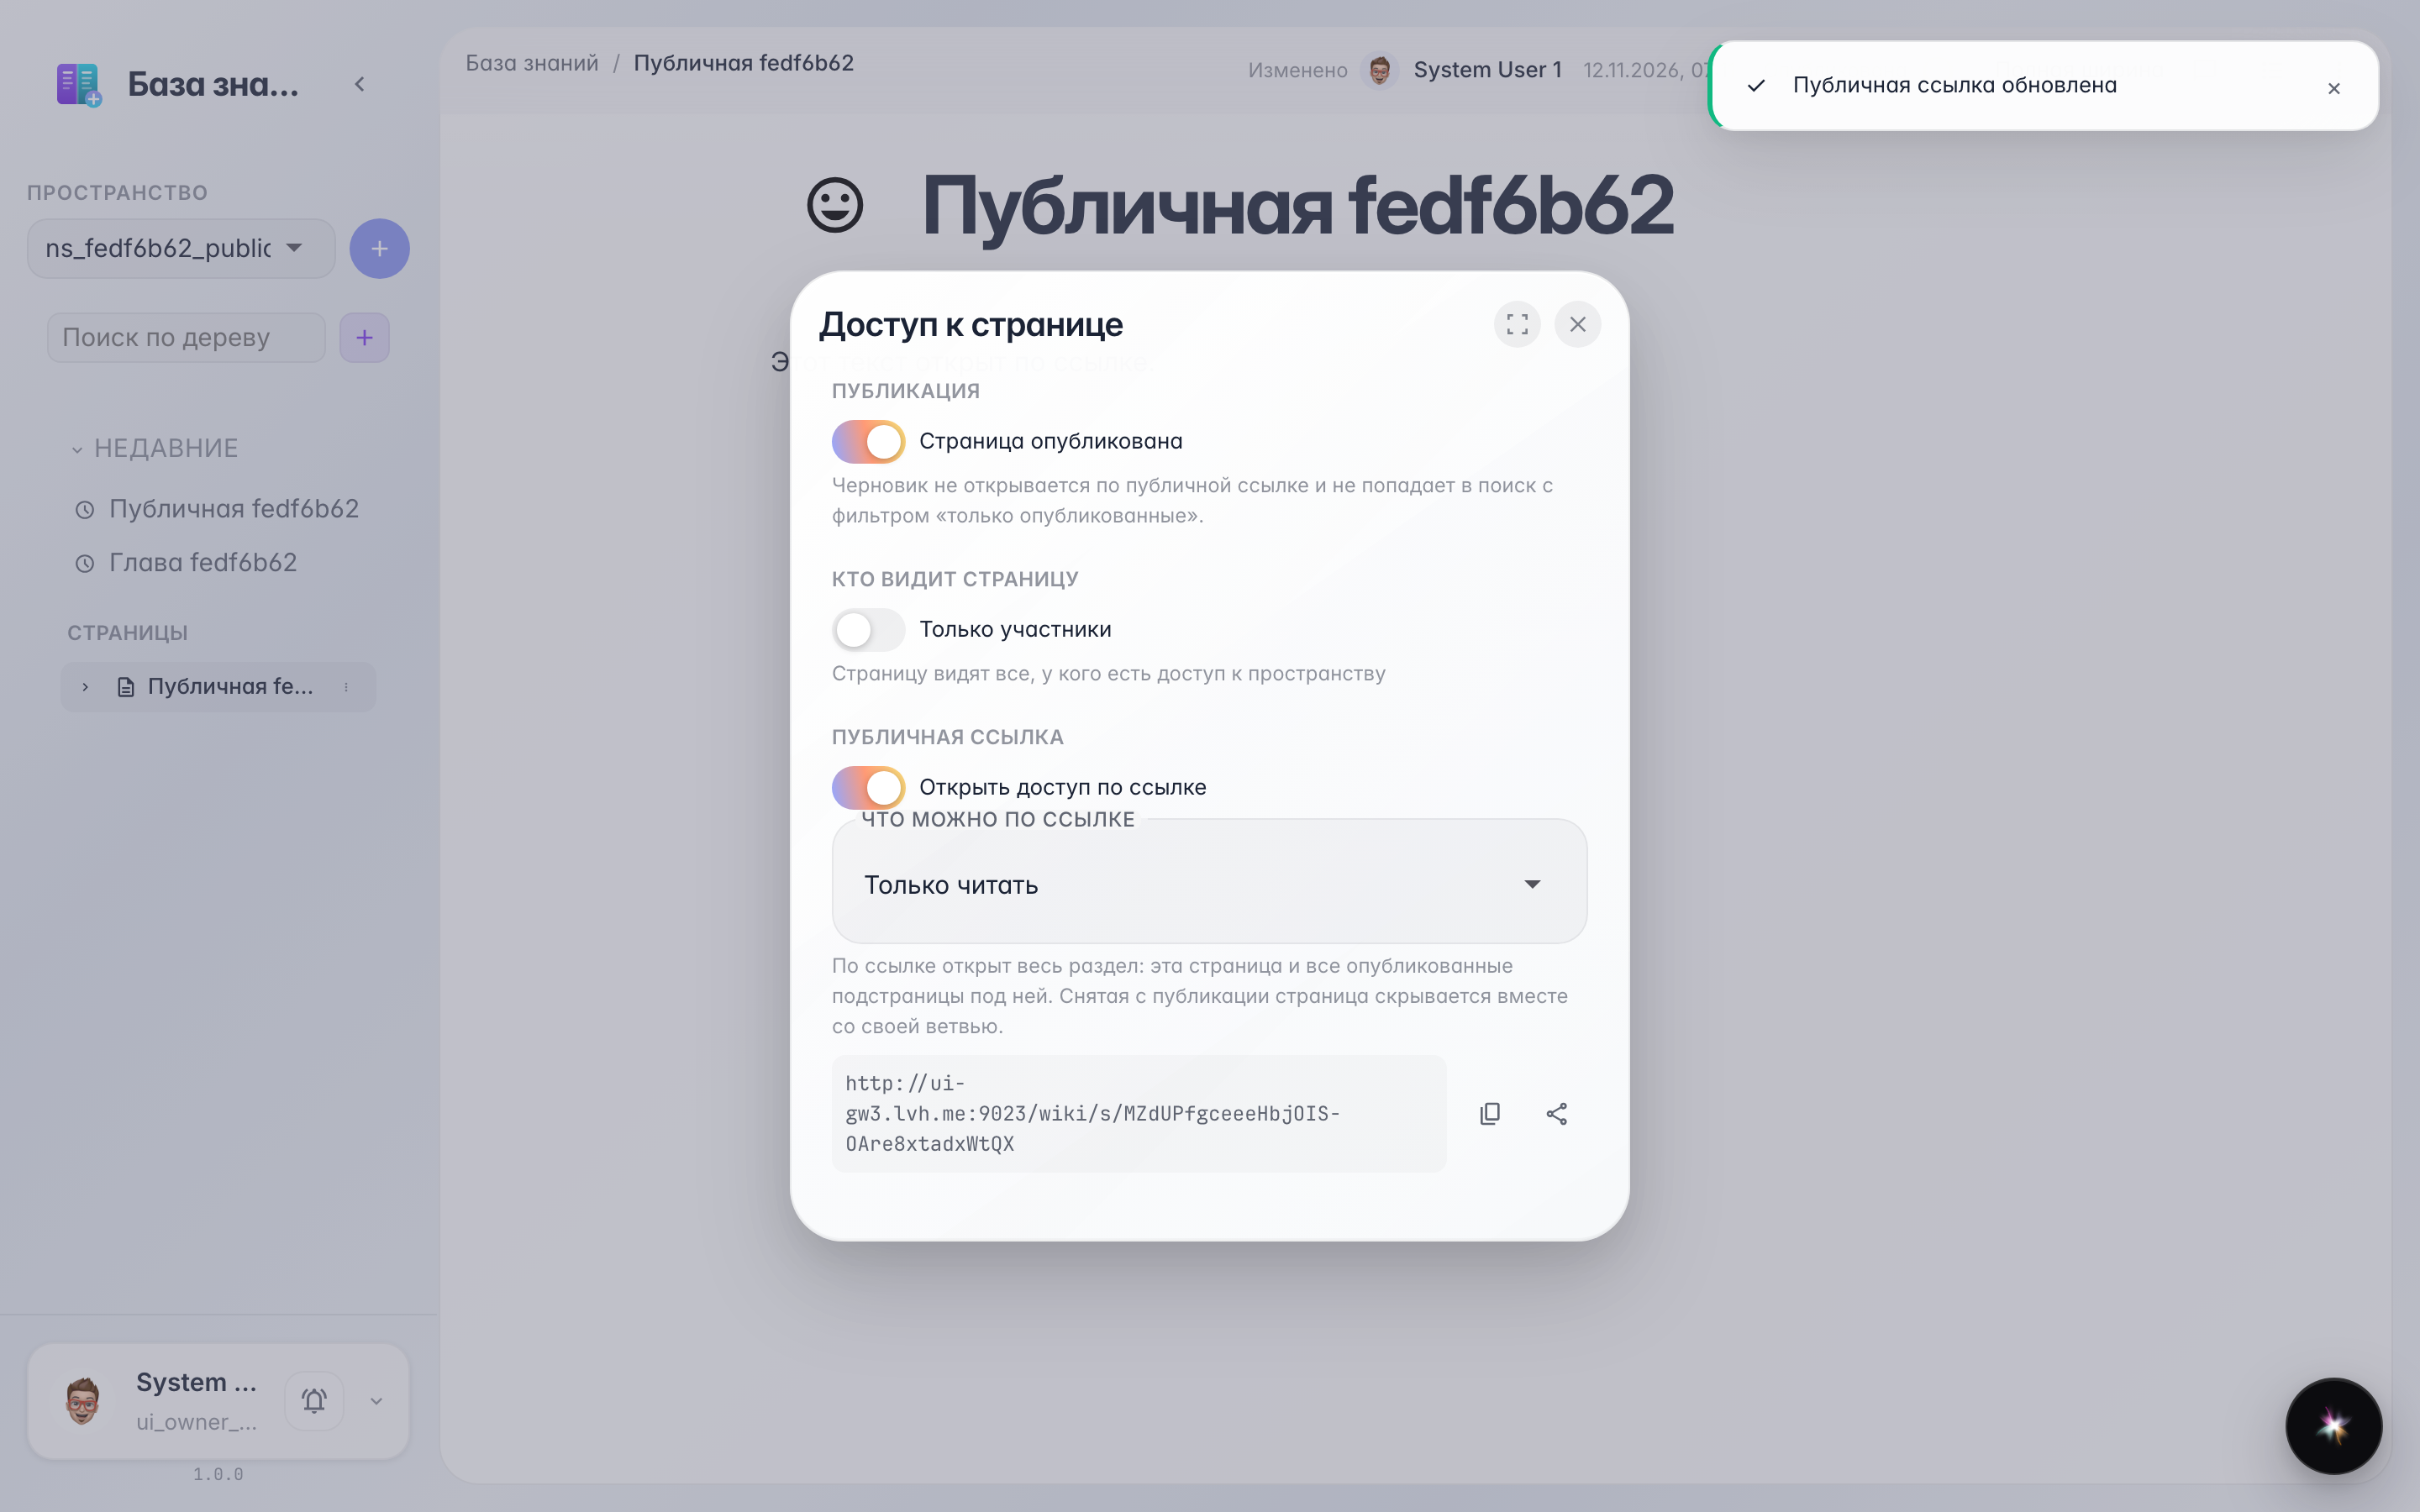 База зна...
ПРОСТРАНСТВО
ns_fedf6b62_public
Поиск по дереву
НЕДАВНИЕ
Публичная fedf6b62
Глава fedf6b62
СТРАНИЦЫ
Публичная fe...
System ...
ui_owner_...
1.0.0
База знаний / Публичная fedf6b62
Изменено System User 1 12.11.2026, 07
Публичная ссылка обновлена
Публичная fedf6b62
Доступ к странице
ПУБЛИКАЦИЯ
Страница опубликована
Черновик не открывается по публичной ссылке и не попадает в поиск с
фильтром «только опубликованные».
КТО ВИДИТ СТРАНИЦУ
Только участники
Страницу видят все, у кого есть доступ к пространству
ПУБЛИЧНАЯ ССЫЛКА
Открыть доступ по ссылке
ЧТО МОЖНО ПО ССЫЛКЕ
Только читать
По ссылке открыт весь раздел: эта страница и все опубликованные
подстраницы под ней. Снятая с публикации страница скрывается вместе
со своей ветвью.
http://ui-
gw3.lvh.me:9023/wiki/s/MZdUPfgceeeHbjOIS-
OAre8xtadxWtQX